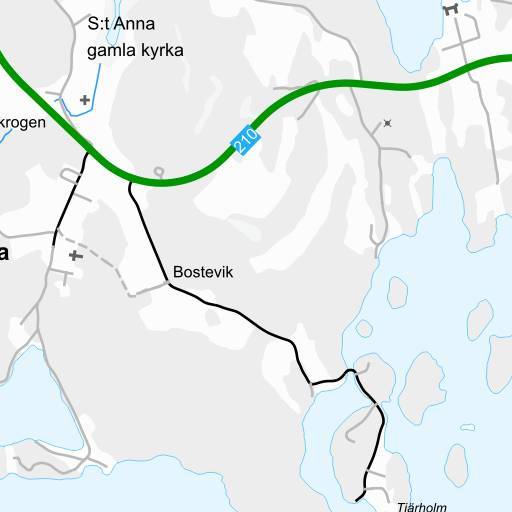 S:t Anna
gamla kyrka
krogen
210
a
Bostevik
Tjärholm